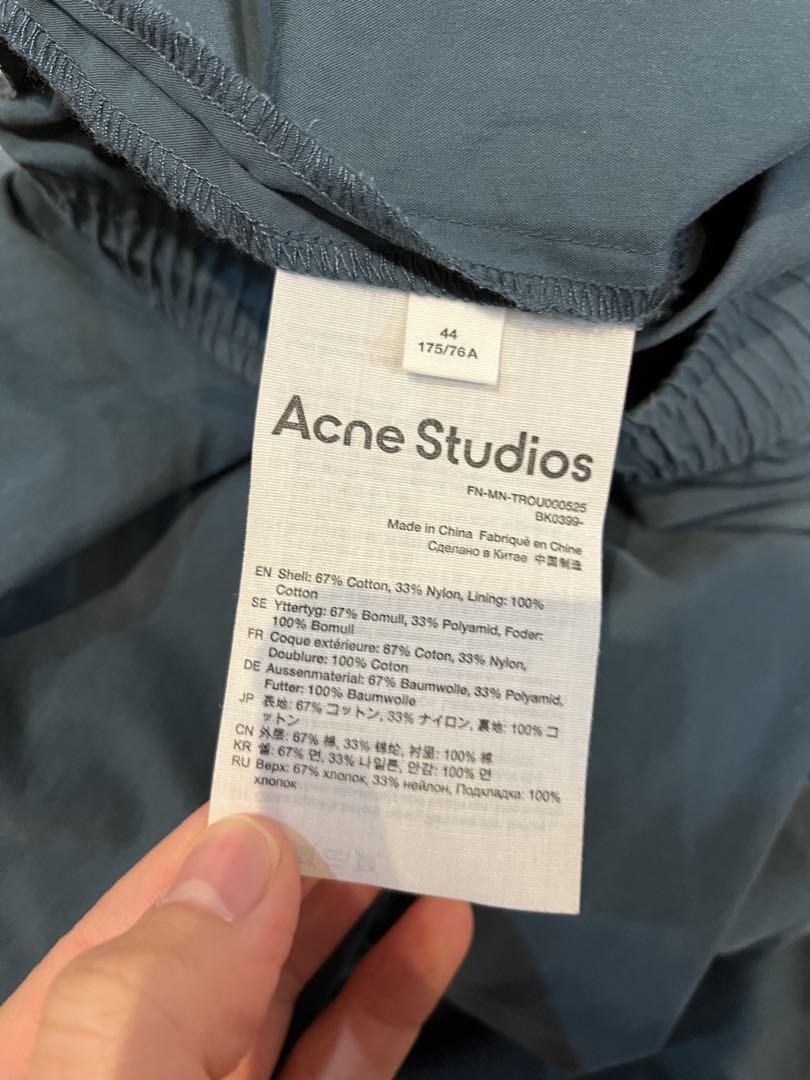 44
175/76A
Acne Studios
FN-MN-TROU000525
BK0399-
Made in China Fabriqué en Chine
Сделано в Китае 中国制造
EN Shell: 67% Cotton, 33% Nylon, Lining: 100%
Cotton
SE Yttertyg: 67% Bomull, 33% Polyamid, Foder:
100% Bomull
FR Coque extérieure: 67% Coton, 33% Nylon,
Doublure: 100% Coton
DE Aussenmaterial: 67% Baumwolle, 33% Polyamid,
Futter: 100% Baumwolle
JP 表地: 67% コットン, 33% ナイロン, 裏地: 100% コ
ットン
CN 外层: 67% 棉, 33% 锦纶, 衬里: 100% 棉
KR 쉘: 67% 면, 33% 나일론, 안감: 100% 면
RU Верх: 67% хлопок, 33% нейлон, Подкладка: 100%
хлопок